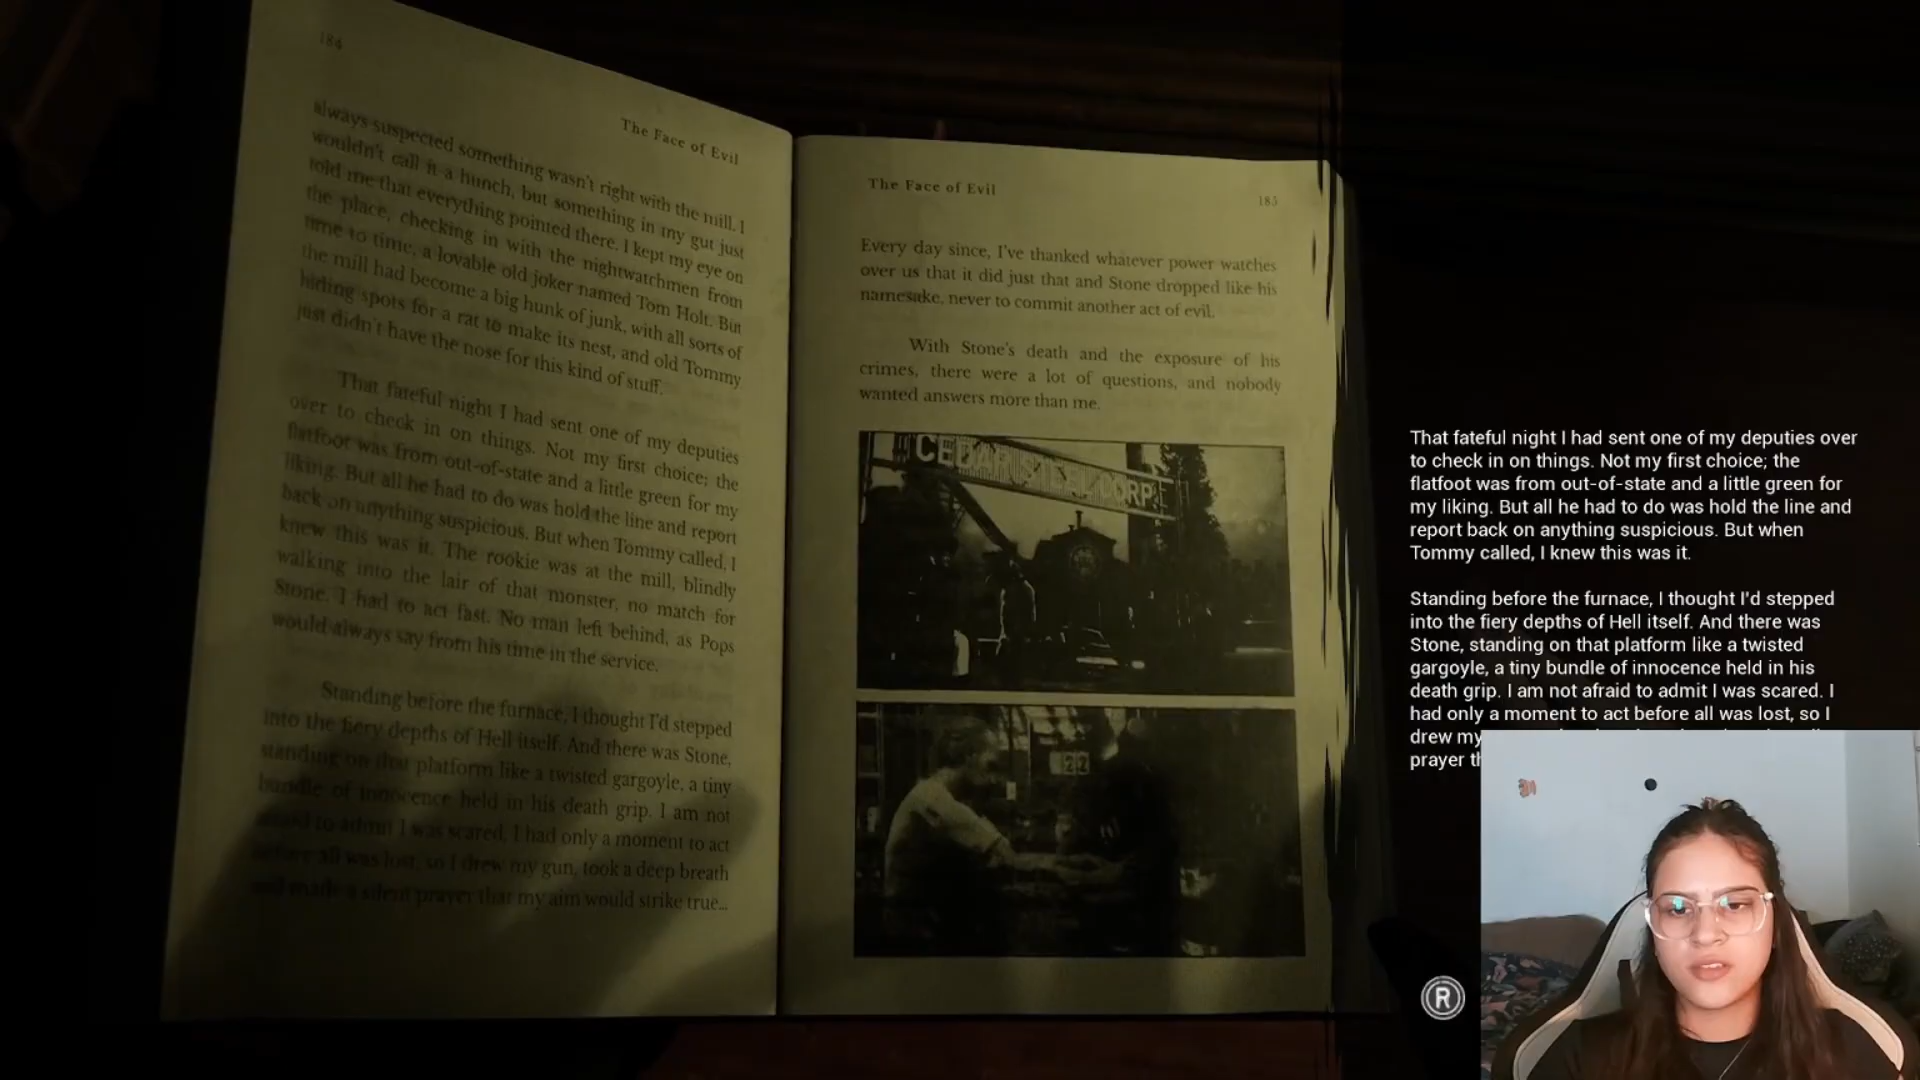 184
The Face of Evil
always suspected something wasn't right with the mill. I
wouldn't call it a hunch, but something in my gut just
told me that everything pointed there. I kept my eye on
the place, checking in with the nightwatchmen from
time to time, a lovable old joker named Tom Holt. But
the mill had become a big hunk of junk, with all sorts of
hiding spots for a rat to make its nest, and old Tommy
just didn't have the nose for this kind of stuff.
That fateful night I had sent one of my deputies
over to check in on things. Not my first choice; the
flatfoot was from out-of-state and a little green for my
liking. But all he had to do was hold the line and report
back on anything suspicious. But when Tommy called, I
knew this was it. The rookie was at the mill, blindly
walking into the lair of that monster, no match for
Stone. I had to act fast. No man left behind, as Pops
would always say from his time in the service.
Standing before the furnace, I thought I'd stepped
into the fiery depths of Hell itself. And there was Stone,
standing on that platform like a twisted gargoyle, a tiny
bundle of innocence held in his death grip. I am not
afraid to admit I was scared. I had only a moment to act
before all was lost, so I drew my gun, took a deep breath
and made a silent prayer that my aim would strike true...
The Face of Evil
185
Every day since, I've thanked whatever power watches
over us that it did just that and Stone dropped like his
namesake, never to commit another act of evil.
With Stone's death and the exposure of his
crimes, there were a lot of questions, and nobody
wanted answers more than me.
CEDAR STEEL CORP.
22
That fateful night I had sent one of my deputies over
to check in on things. Not my first choice; the
flatfoot was from out-of-state and a little green for
my liking. But all he had to do was hold the line and
report back on anything suspicious. But when
Tommy called, I knew this was it.
Standing before the furnace, I thought I'd stepped
into the fiery depths of Hell itself. And there was
Stone, standing on that platform like a twisted
gargoyle, a tiny bundle of innocence held in his
death grip. I am not afraid to admit I was scared. I
had only a moment to act before all was lost, so I
drew my
prayer
R